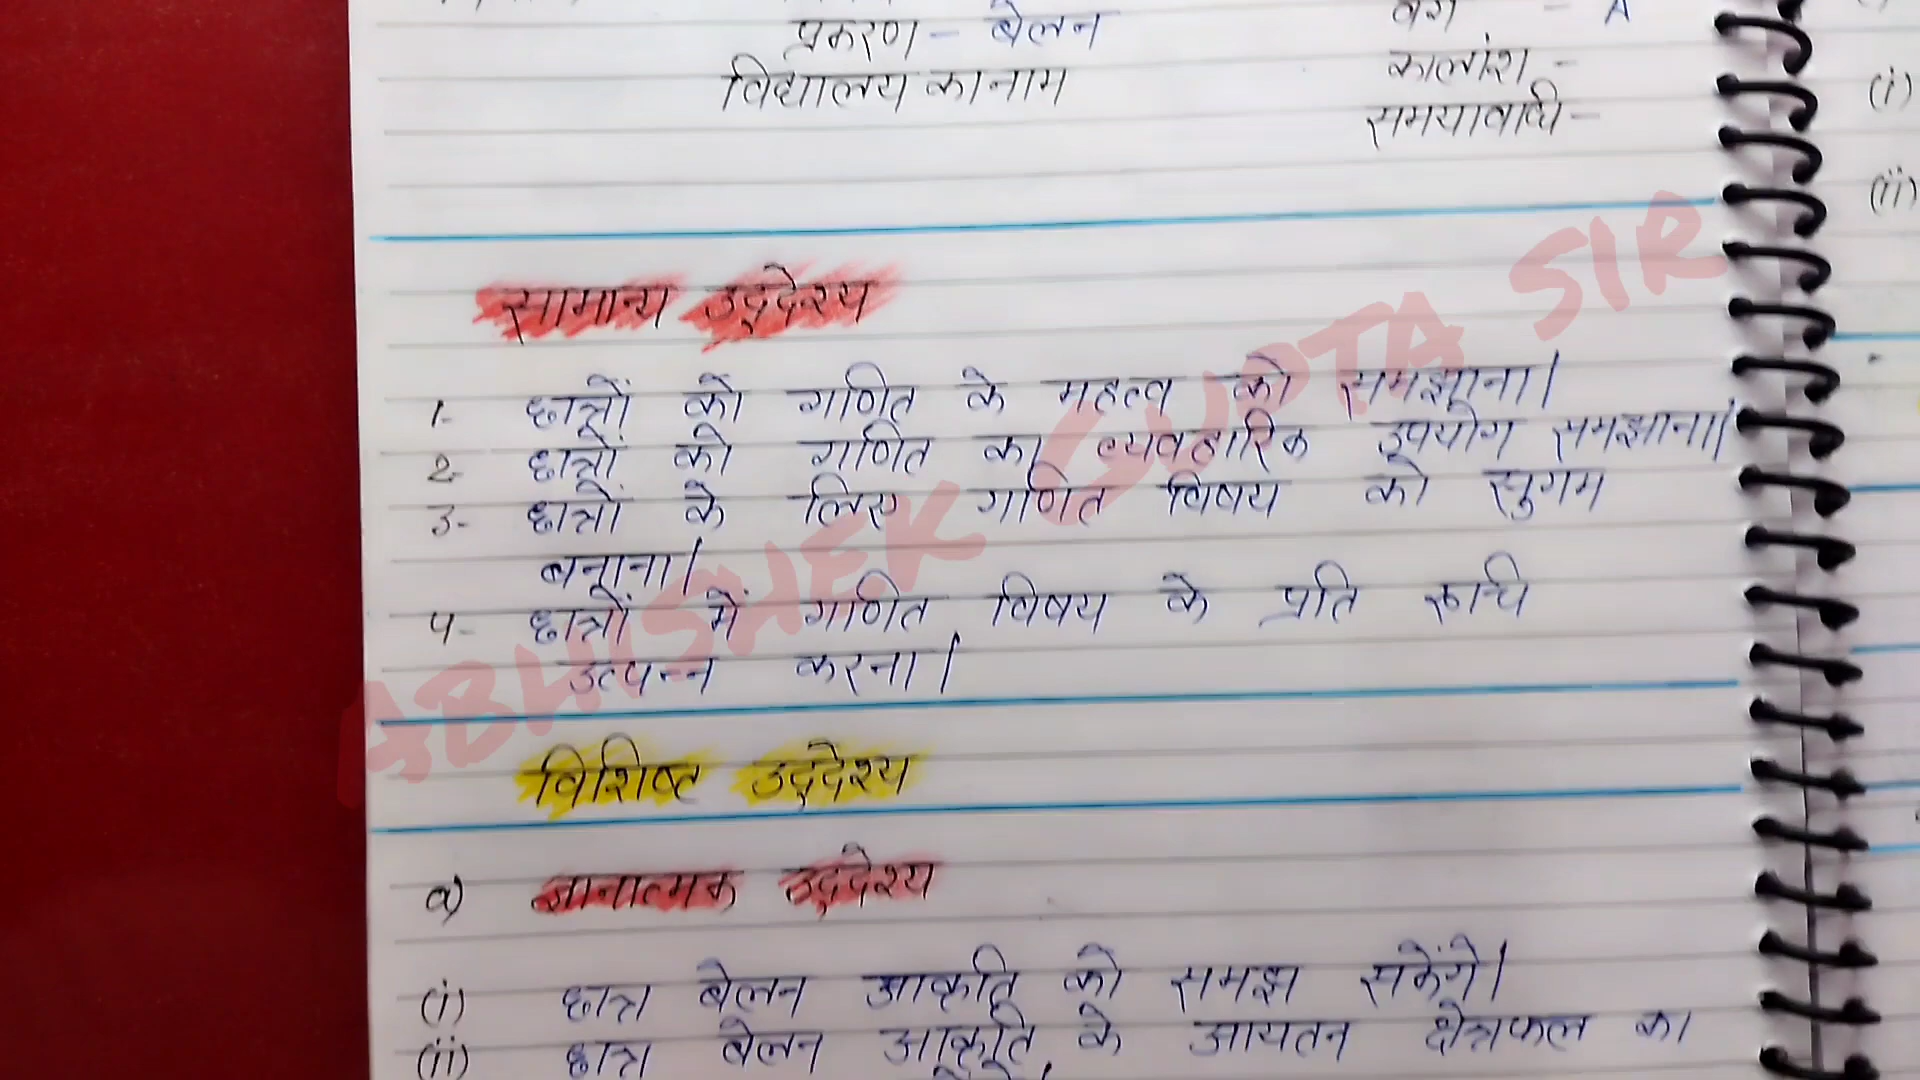 वर्ग - A
प्रकरण - बेलन
कालांश -
विद्यालय का नाम
समयावधि -
सामान्य उद्देश्य
1- छात्रों को गणित के महत्व को समझाना।
2- छात्रों को गणित का व्यवहारिक उपयोग समझाना।
3- छात्रों के लिए गणित विषय को सुगम
बनाना।
4- छात्रों में गणित विषय के प्रति रूचि
उत्पन्न करना।
विशिष्ट उद्देश्य
a) ज्ञानात्मक उद्देश्य
(i) छात्र बेलन आकृति को समझ सकेंगे।
(ii) छात्र बेलन आकृति के आयतन क्षेत्रफल का
ABHISHEK GUPTA SIR
(i)
(ii)